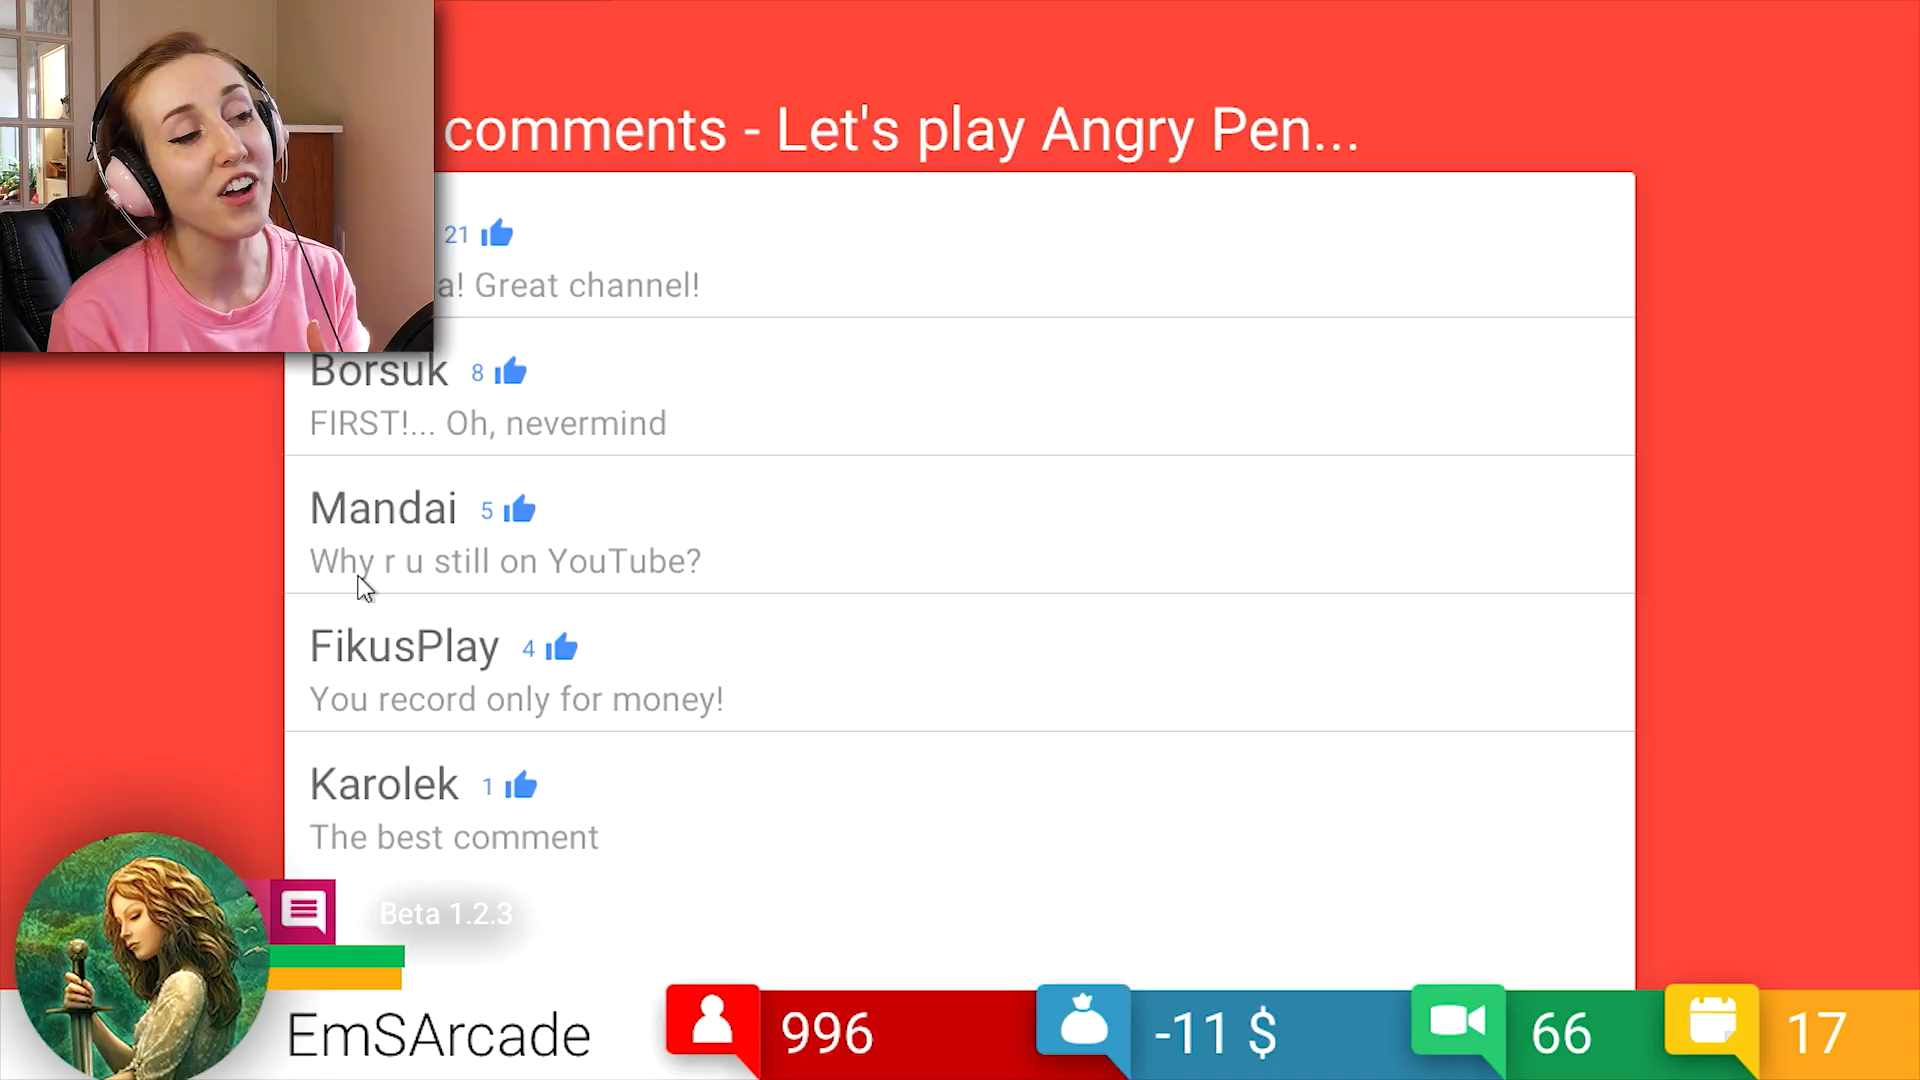 comments - Let's play Angry Pen...
21
a! Great channel!
Borsuk 8
FIRST!... Oh, nevermind
Mandai 5
Why r u still on YouTube?
FikusPlay 4
You record only for money!
Karolek 1
The best comment
Beta 1.2.3
EmSArcade 996 -11 $ 66 17